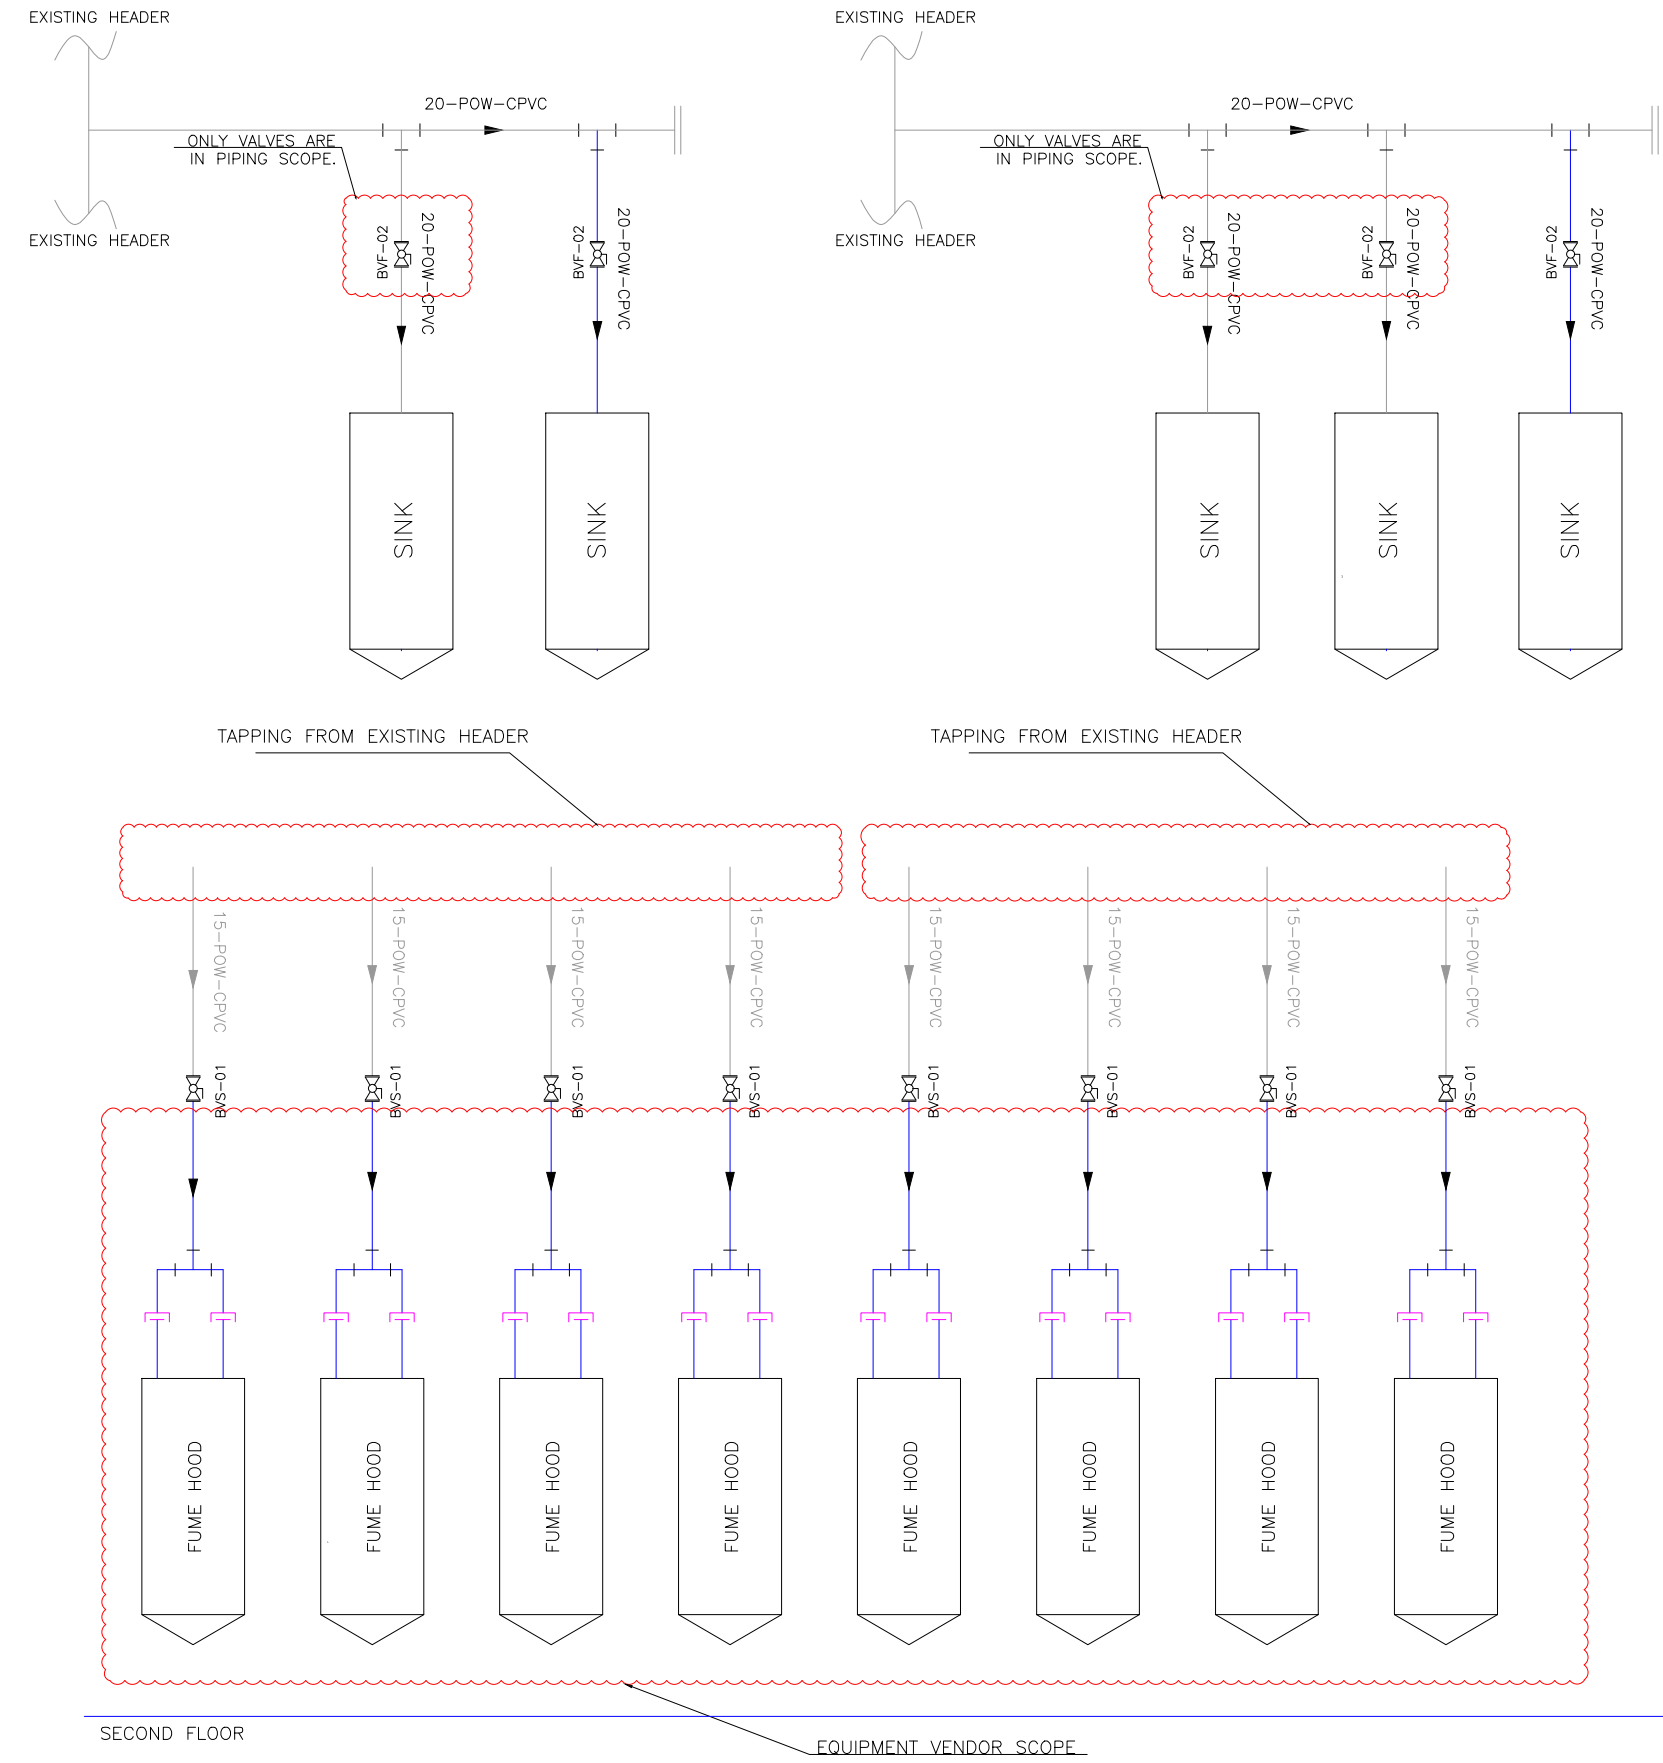 EXISTING HEADER
EXISTING HEADER
20-POW-CPVC
20-POW-CPVC
ONLY VALVES ARE
IN PIPING SCOPE.
ONLY VALVES ARE
IN PIPING SCOPE.
EXISTING HEADER
EXISTING HEADER
BVF-02
20-POW-CPVC
BVF-02
20-POW-CPVC
BVF-02
20-POW-CPVC
BVF-02
20-POW-CPVC
BVF-02
20-POW-CPVC
SINK
SINK
SINK
SINK
SINK
TAPPING FROM EXISTING HEADER
TAPPING FROM EXISTING HEADER
15-POW-CPVC
15-POW-CPVC
15-POW-CPVC
15-POW-CPVC
15-POW-CPVC
15-POW-CPVC
15-POW-CPVC
15-POW-CPVC
BVS-01
BVS-01
BVS-01
BVS-01
BVS-01
BVS-01
BVS-01
BVS-01
FUME HOOD
FUME HOOD
FUME HOOD
FUME HOOD
FUME HOOD
FUME HOOD
FUME HOOD
FUME HOOD
SECOND FLOOR
EQUIPMENT VENDOR SCOPE